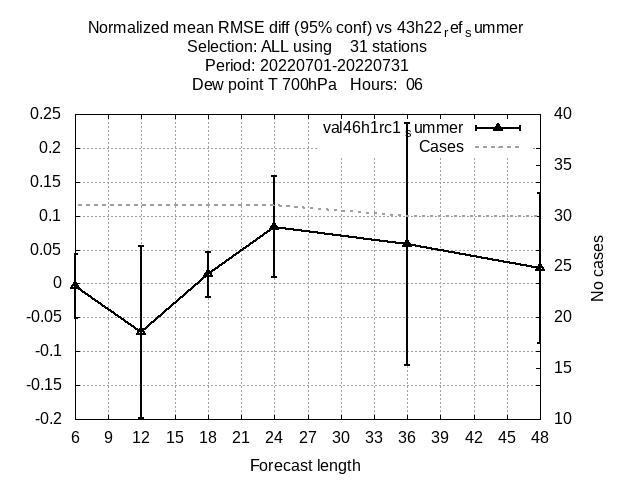 Normalized mean RMSE diff (95% conf) vs 43h22ᵣefₛummer
Selection: ALL using    31 stations
Period: 20220701-20220731
Dew point T 700hPa   Hours:  06
val46h1rc1ₛummer
Cases
0.25
0.2
0.15
0.1
0.05
0
-0.05
-0.1
-0.15
-0.2
40
35
30
25
20
15
10
No cases
6 9 12 15 18 21 24 27 30 33 36 39 42 45 48
Forecast length